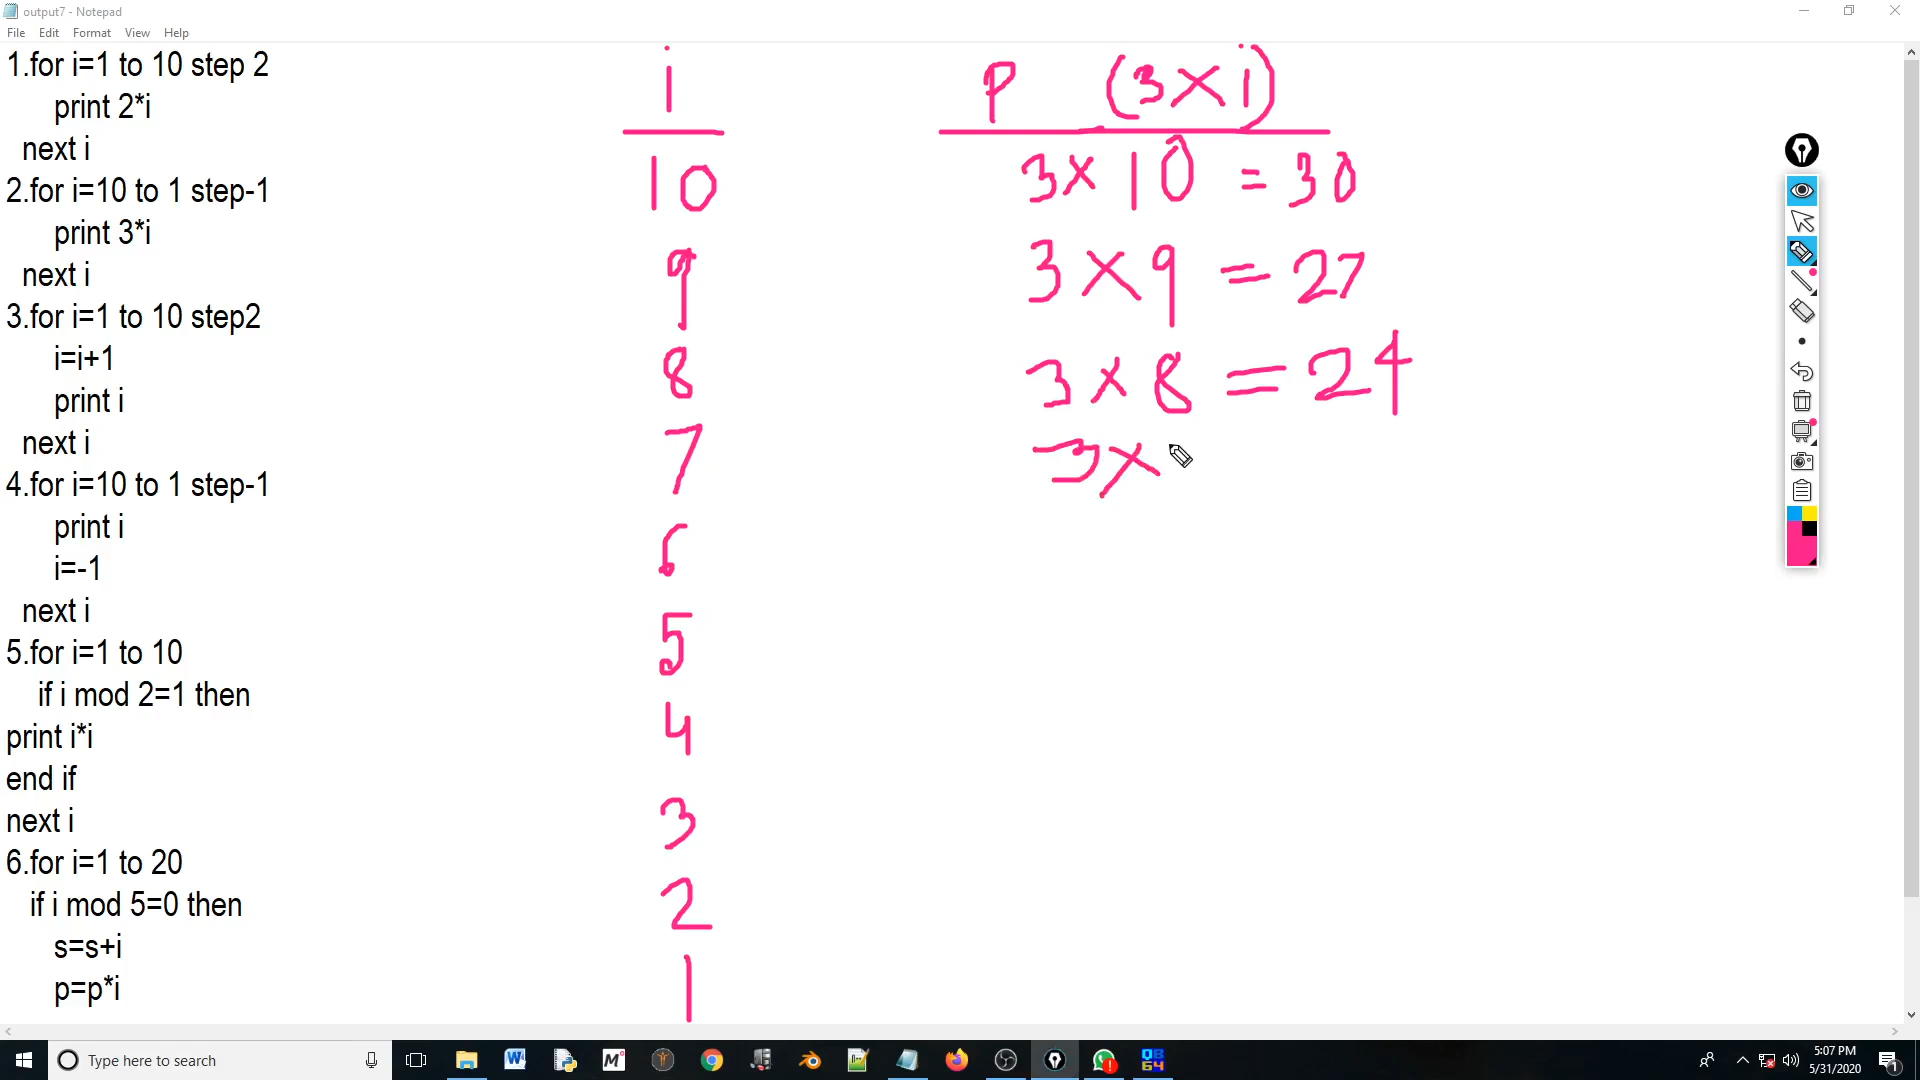 output7 - Notepad
File Edit Format View Help
1.for i=1 to 10 step 2
print 2*i
next i
2.for i=10 to 1 step-1
print 3*i
next i
3.for i=1 to 10 step2
i=i+1
print i
next i
4.for i=10 to 1 step-1
print i
i=-1
next i
5.for i=1 to 10
if i mod 2=1 then
print i*i
end if
next i
6.for i=1 to 20
if i mod 5=0 then
s=s+i
p=p*i
i
10
9
8
7
6
5
4
3
2
1
P (3×i)
3×10 = 30
3×9 = 27
3×8 = 24
3×
Type here to search
5:07 PM
5/31/2020